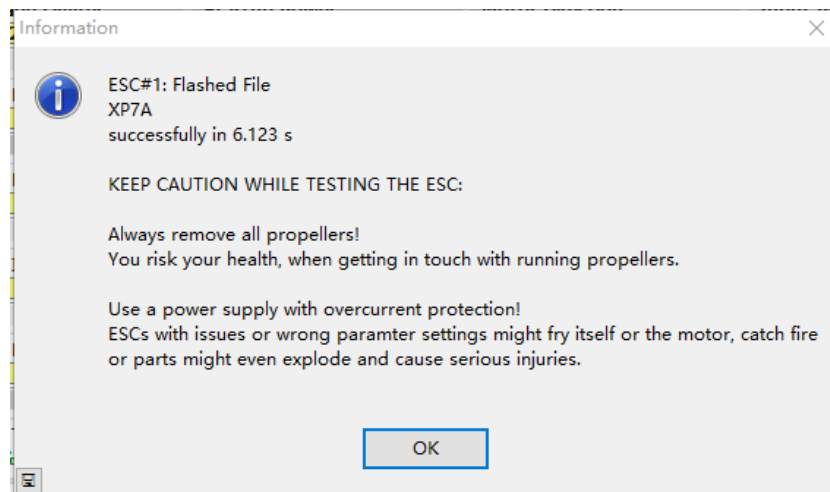 Information
ESC#1: Flashed File
XP7A
successfully in 6.123 s
KEEP CAUTION WHILE TESTING THE ESC:
Always remove all propellers!
You risk your health, when getting in touch with running propellers.
Use a power supply with overcurrent protection!
ESCs with issues or wrong paramter settings might fry itself or the motor, catch fire
or parts might even explode and cause serious injuries.
OK